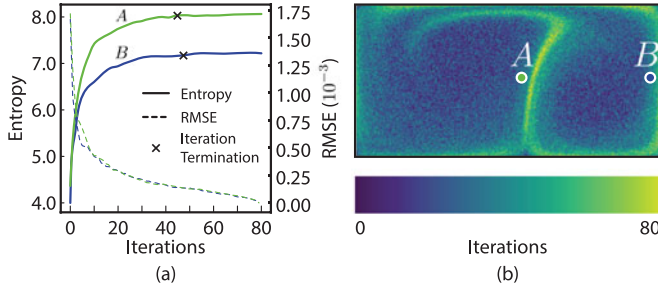 8.0
7.0
6.0
5.0
4.0
Entropy
A
B
Entropy
RMSE
Iteration
Termination
1.75
1.50
1.25
1.00
0.75
0.50
0.25
0.00
RMSE (10⁻³)
0 20 40 60 80
Iterations
(a)
A
B
0 80
Iterations
(b)